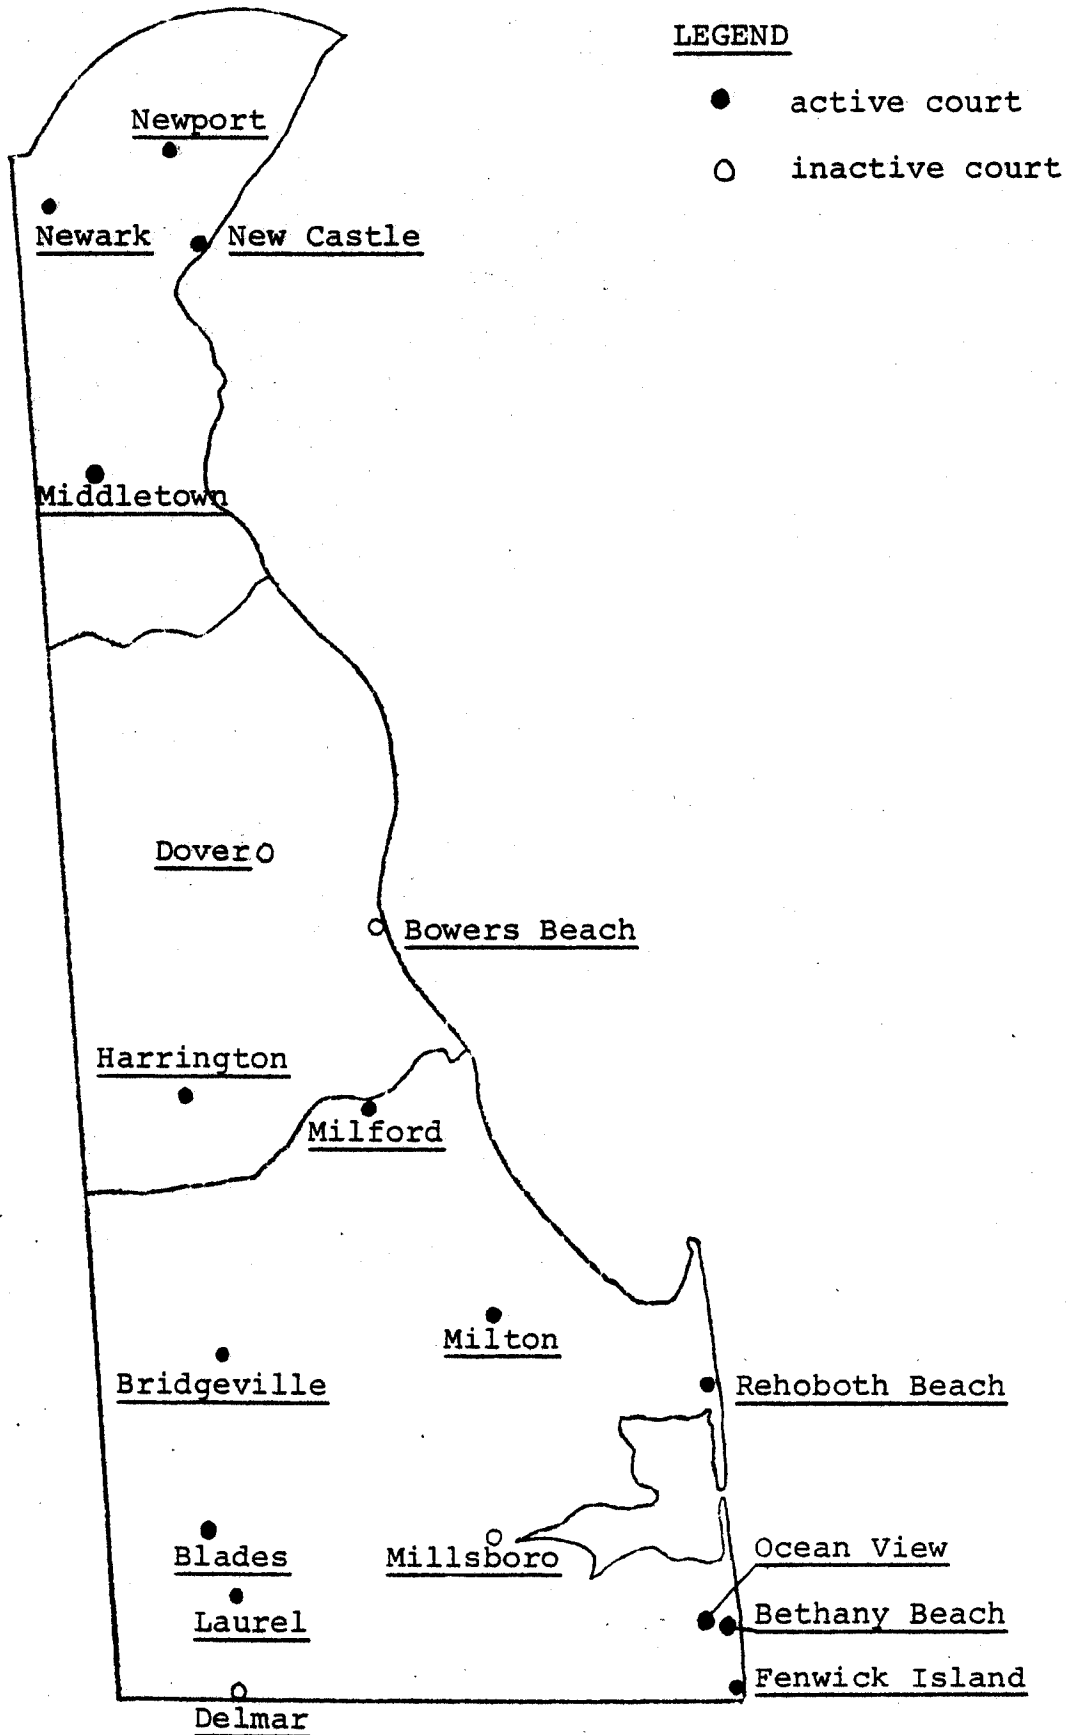 LEGEND
active court
inactive court
Newport
Newark
New Castle
Middletown
Dover
Bowers Beach
Harrington
Milford
Milton
Bridgeville
Rehoboth Beach
Blades
Millsboro
Ocean View
Laurel
Bethany Beach
Fenwick Island
Delmar